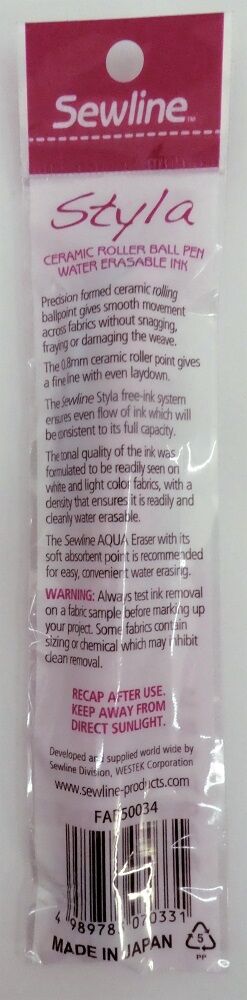 Sewline™
Styla
CERAMIC ROLLER BALL PEN
WATER ERASABLE INK
Precision formed ceramic rolling
ballpoint gives smooth movement
across fabrics without snagging,
fraying or damaging the weave.
The 0.8mm ceramic roller point gives
a fine line with even laydown.
The Sewline Styla free-ink system
ensures even flow of ink which will
be consistent to its full capacity.
The tonal quality of the ink was
formulated to be readily seen on
white and light color fabrics, with a
density that ensures it is readily and
cleanly water erasable.
The Sewline AQUA Eraser with its
soft absorbent point is recommended
for easy, convenient water erasing.
WARNING: Always test ink removal
on a fabric sample before marking up
your project. Some fabrics contain
sizing or chemical which may inhibit
clean removal.
RECAP AFTER USE.
KEEP AWAY FROM
DIRECT SUNLIGHT.
Developed and supplied world wide by
Sewline Division, WESTEK Corporation
www.sewline-products.com
FAF50034
4 989783 070331
MADE IN JAPAN
5
PP